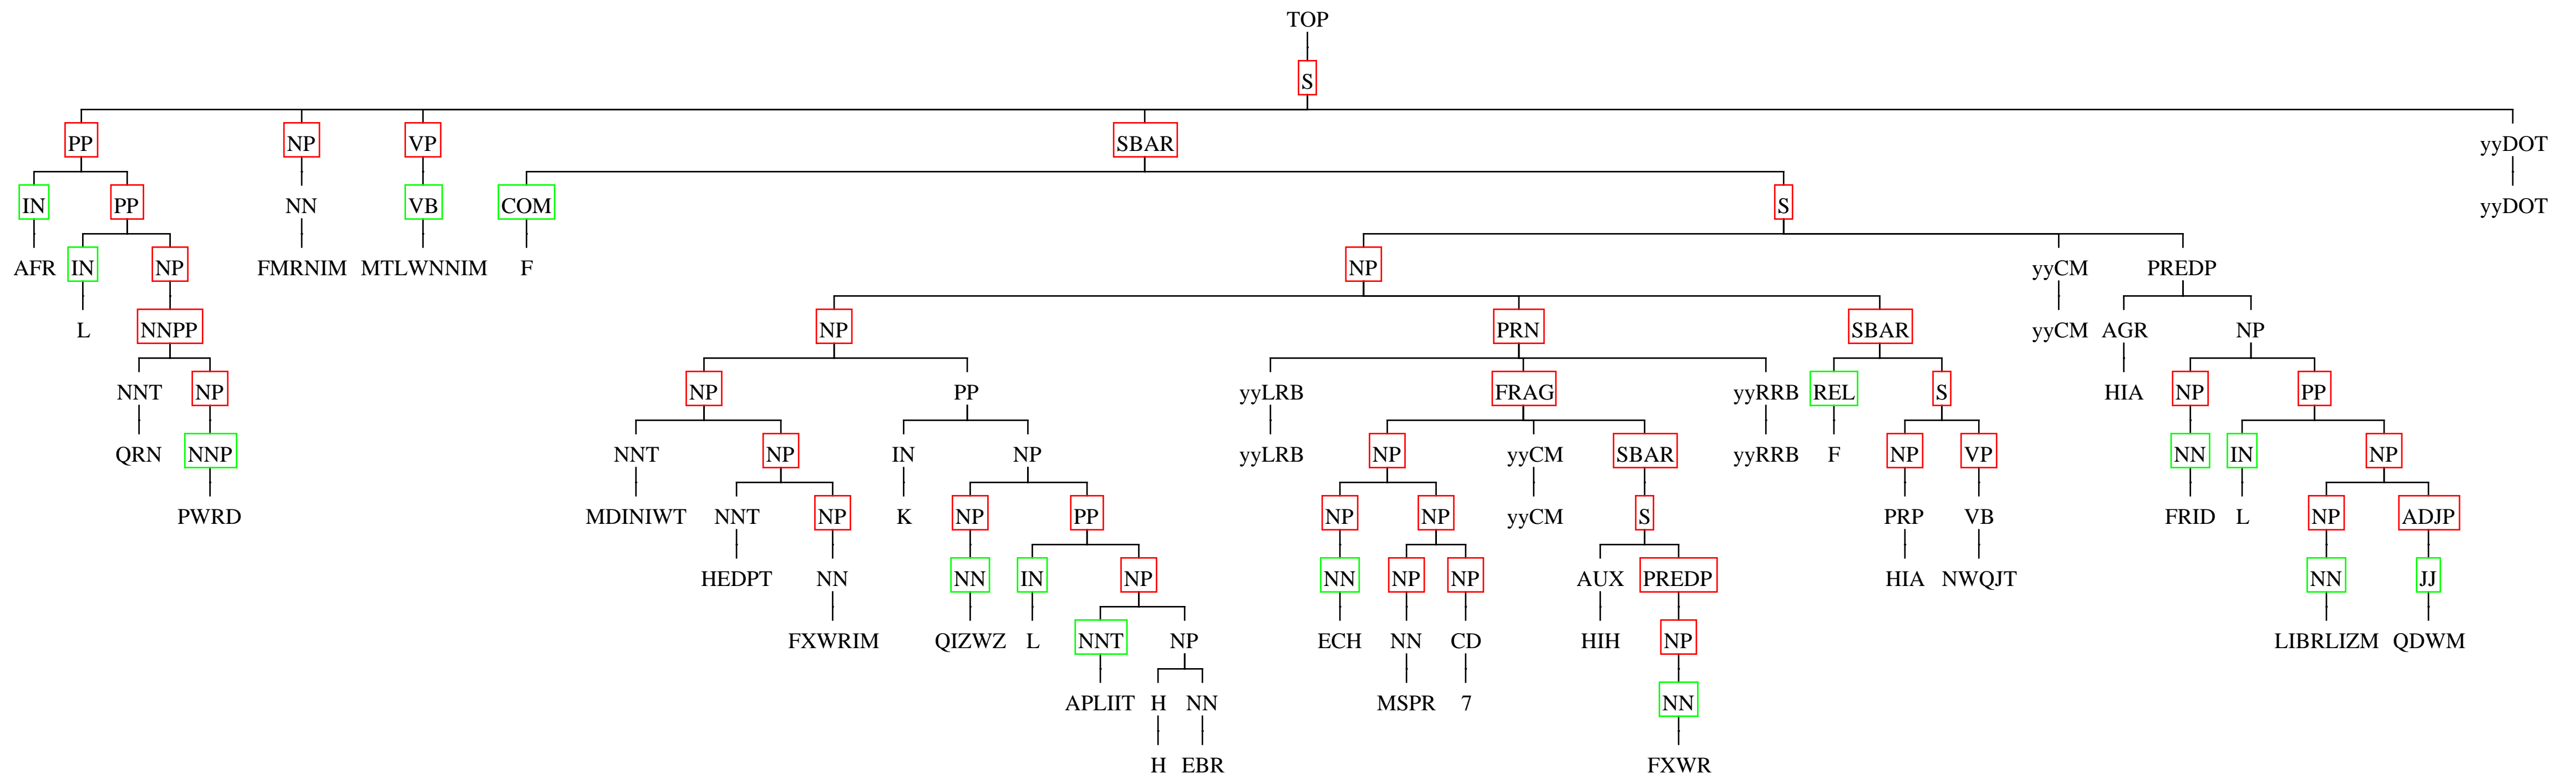 TOP
S
PP NP VP SBAR yyDOT
IN PP NN VB COM S yyDOT
AFR IN NP FMRNIM MTLWNNIM F NP yyCM PREDP
L NNPP NP PRN SBAR yyCM AGR NP
NNT NP NP PP yyLRB FRAG yyRRB REL S HIA NP PP
QRN NNP NNT NP IN NP yyLRB NP yyCM SBAR yyRRB F NP VP NN IN NP
PWRD MDINIWT NNT NP K NP PP NP NP yyCM S PRP VB FRID L NP ADJP
HEDPT NN NN IN NP NN NP NP AUX PREDP HIA NWQJT NN JJ
FXWRIM QIZWZ L NNT NP ECH NN CD HIH NP LIBRLIZM QDWM
APLIIT H NN MSPR 7 NN
H EBR FXWR